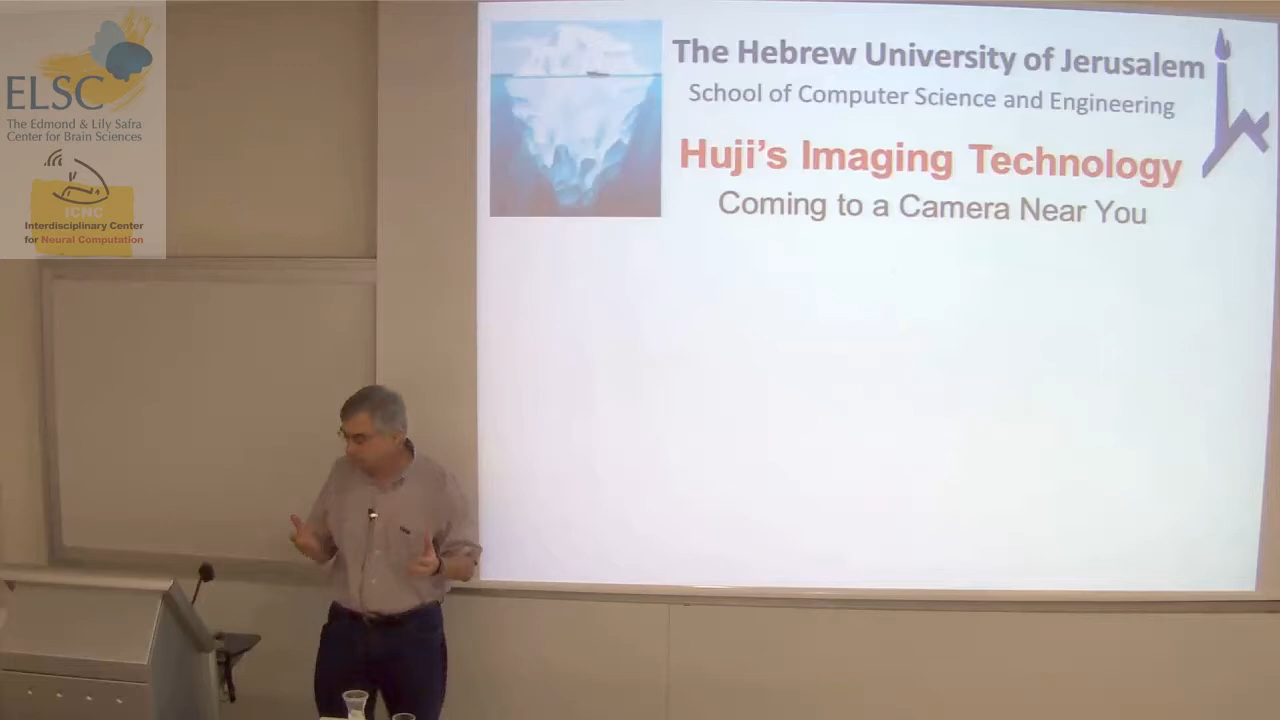 ELSC
The Edmond & Lily Safra
Center for Brain Sciences
ICNC
Interdisciplinary Center
for Neural Computation
The Hebrew University of Jerusalem
School of Computer Science and Engineering
Huji's Imaging Technology
Coming to a Camera Near You